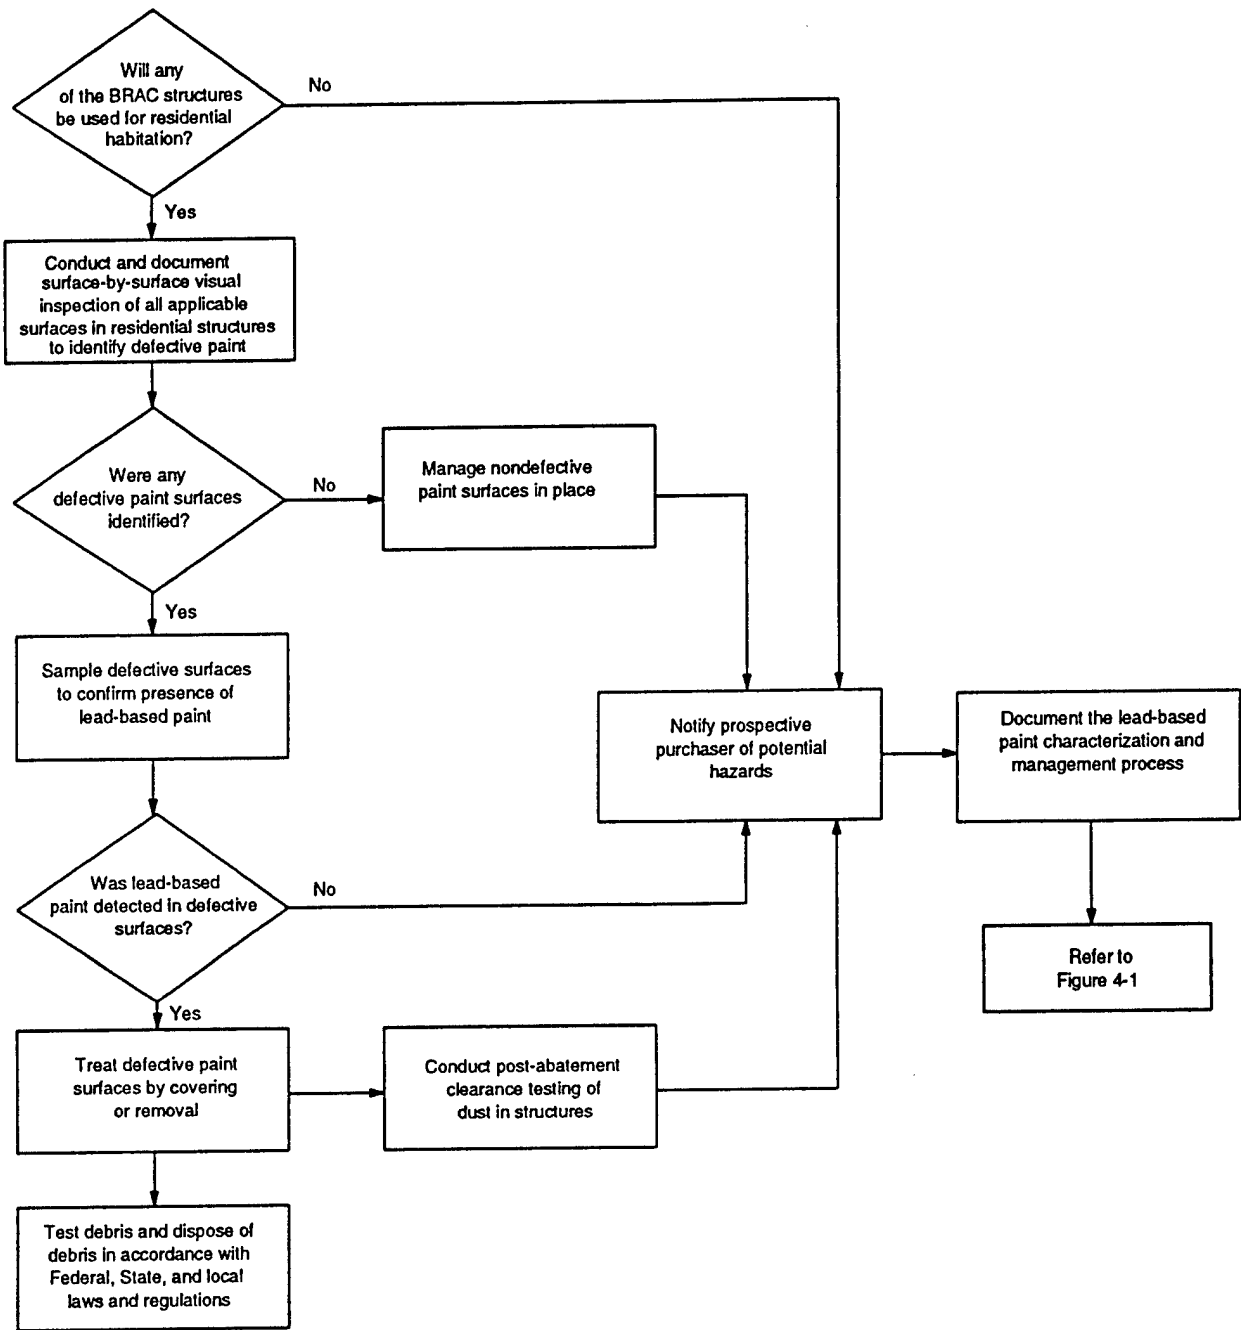 Will any
of the BRAC structures
be used for residential
habitation?
No
Yes
Conduct and document
surface-by-surface visual
inspection of all applicable
surfaces in residential structures
to identify defective paint
Were any
defective paint surfaces
identified?
No
Manage nondefective
paint surfaces in place
Yes
Sample defective surfaces
to confirm presence of
lead-based paint
Notify prospective
purchaser of potential
hazards
Document the lead-based
paint characterization and
management process
Was lead-based
paint detected in defective
surfaces?
No
Refer to
Figure 4-1
Yes
Treat defective paint
surfaces by covering
or removal
Conduct post-abatement
clearance testing of
dust in structures
Test debris and dispose of
debris in accordance with
Federal, State, and local
laws and regulations